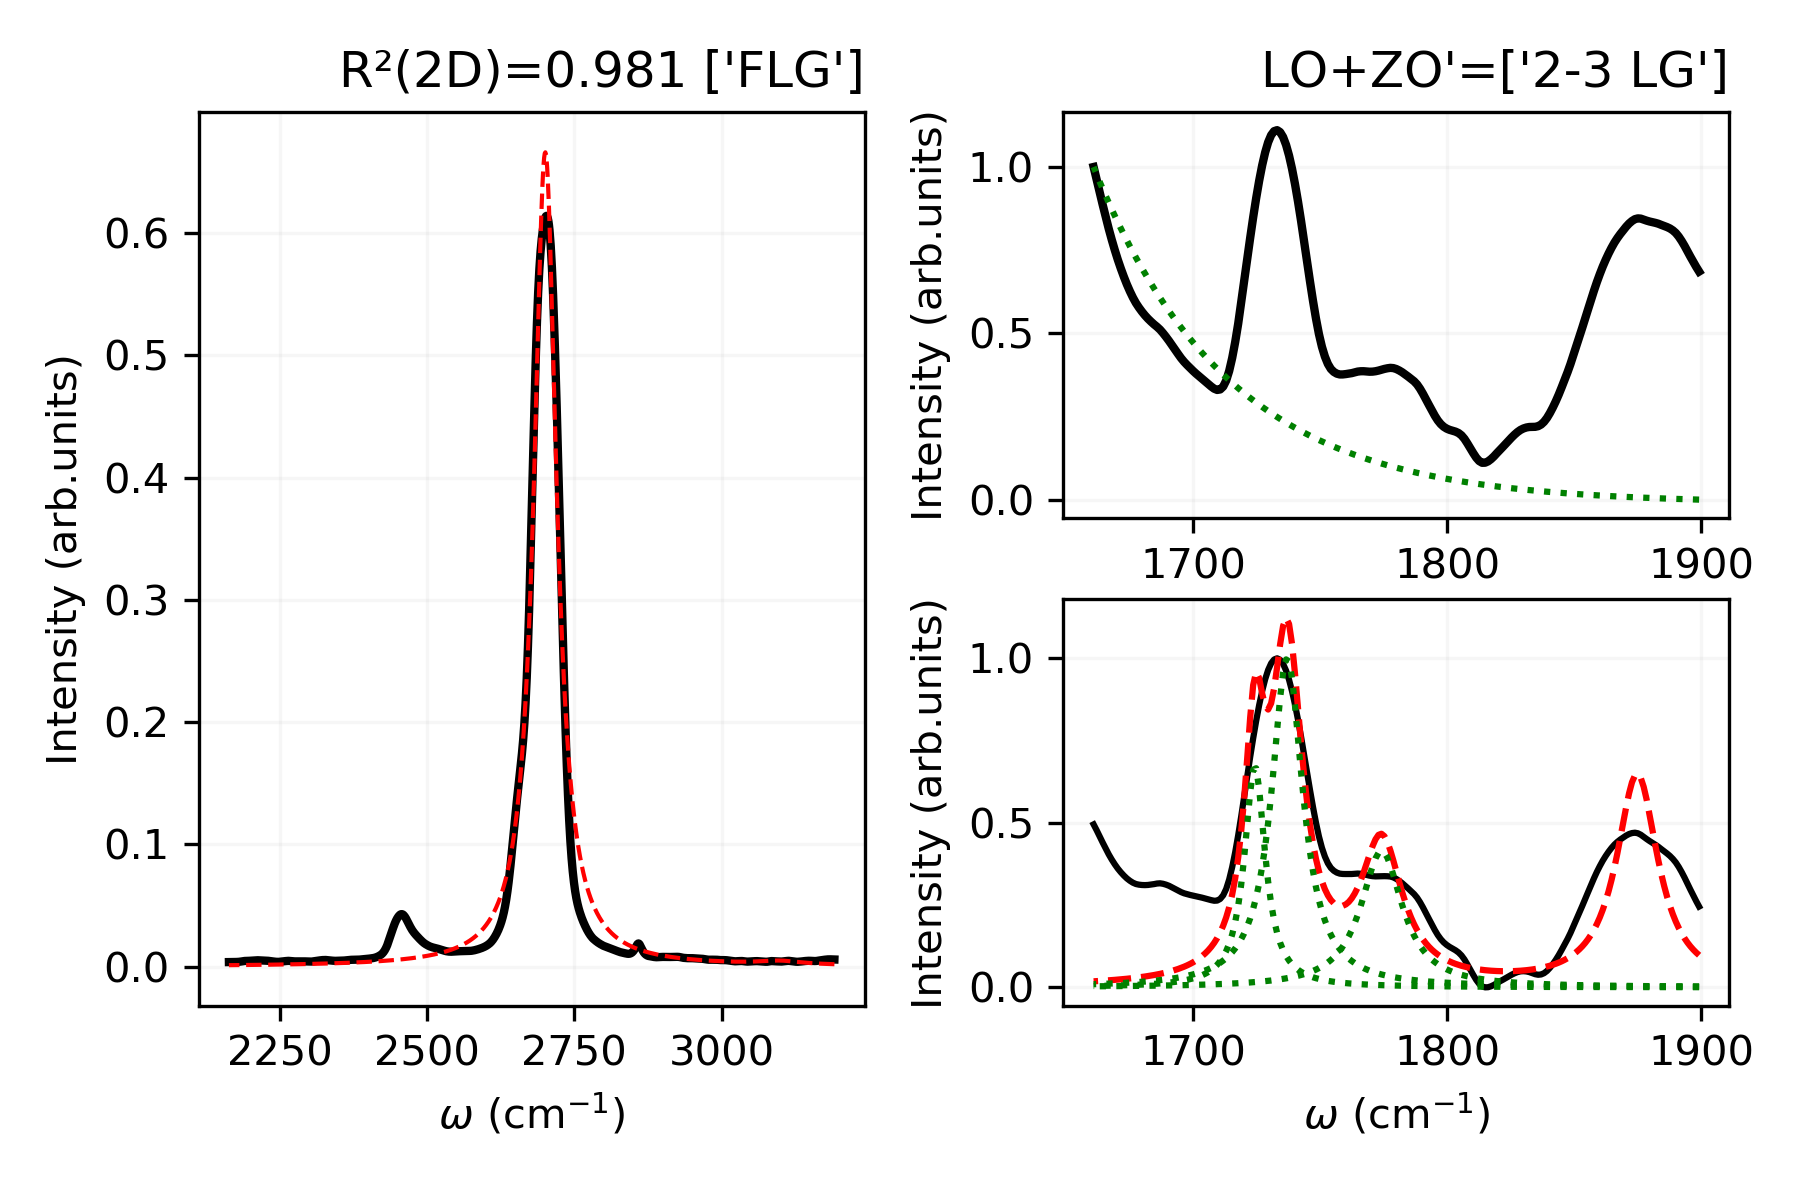 R²(2D)=0.981 ['FLG']
Intensity (arb.units)
0.6
0.5
0.4
0.3
0.2
0.1
0.0
2250 2500 2750 3000
ω (cm⁻¹)
LO+ZO'=['2-3 LG']
Intensity (arb.units)
1.0
0.5
0.0
1700 1800 1900
Intensity (arb.units)
1.0
0.5
0.0
1700 1800 1900
ω (cm⁻¹)